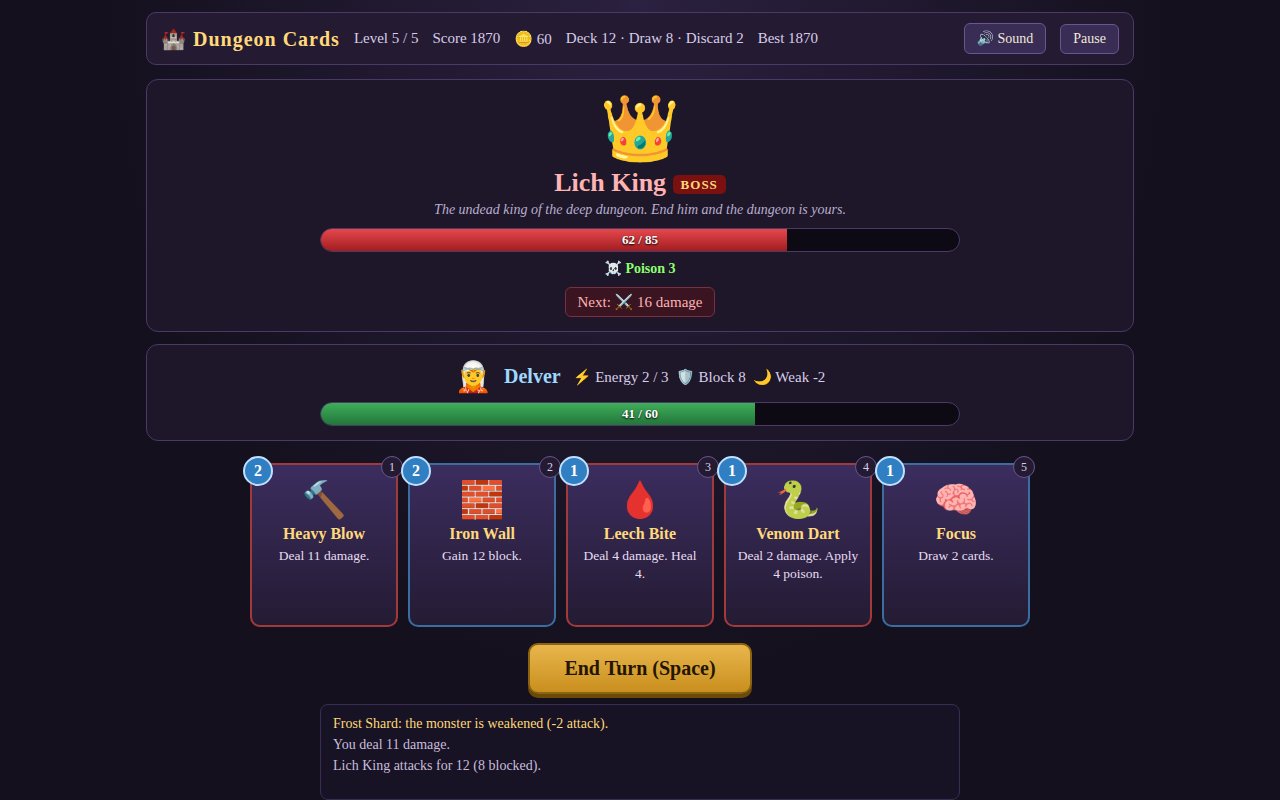 Dungeon Cards Level 5 / 5 Score 1870 60 Deck 12 · Draw 8 · Discard 2 Best 1870 Sound Pause
Lich King BOSS
The undead king of the deep dungeon. End him and the dungeon is yours.
62 / 85
Poison 3
Next: 16 damage
Delver Energy 2 / 3 Block 8 Weak -2
41 / 60
2 1
Heavy Blow
Deal 11 damage.
2 2
Iron Wall
Gain 12 block.
1 3
Leech Bite
Deal 4 damage. Heal
4.
1 4
Venom Dart
Deal 2 damage. Apply
4 poison.
1 5
Focus
Draw 2 cards.
End Turn (Space)
Frost Shard: the monster is weakened (-2 attack).
You deal 11 damage.
Lich King attacks for 12 (8 blocked).